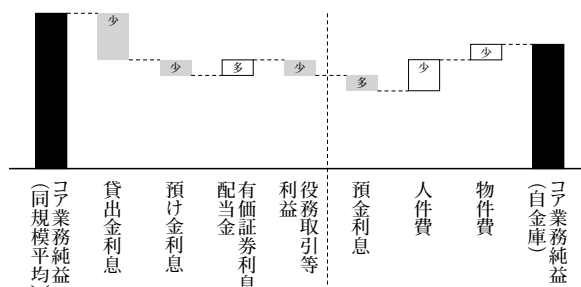 少
少
多
少
多
少
少
コア業務純益
（同規模平均）
貸出金利息
預け金利息
有価証券利息
配当金
役務取引等
利益
預金利息
人件費
物件費
コア業務純益
（自金庫）